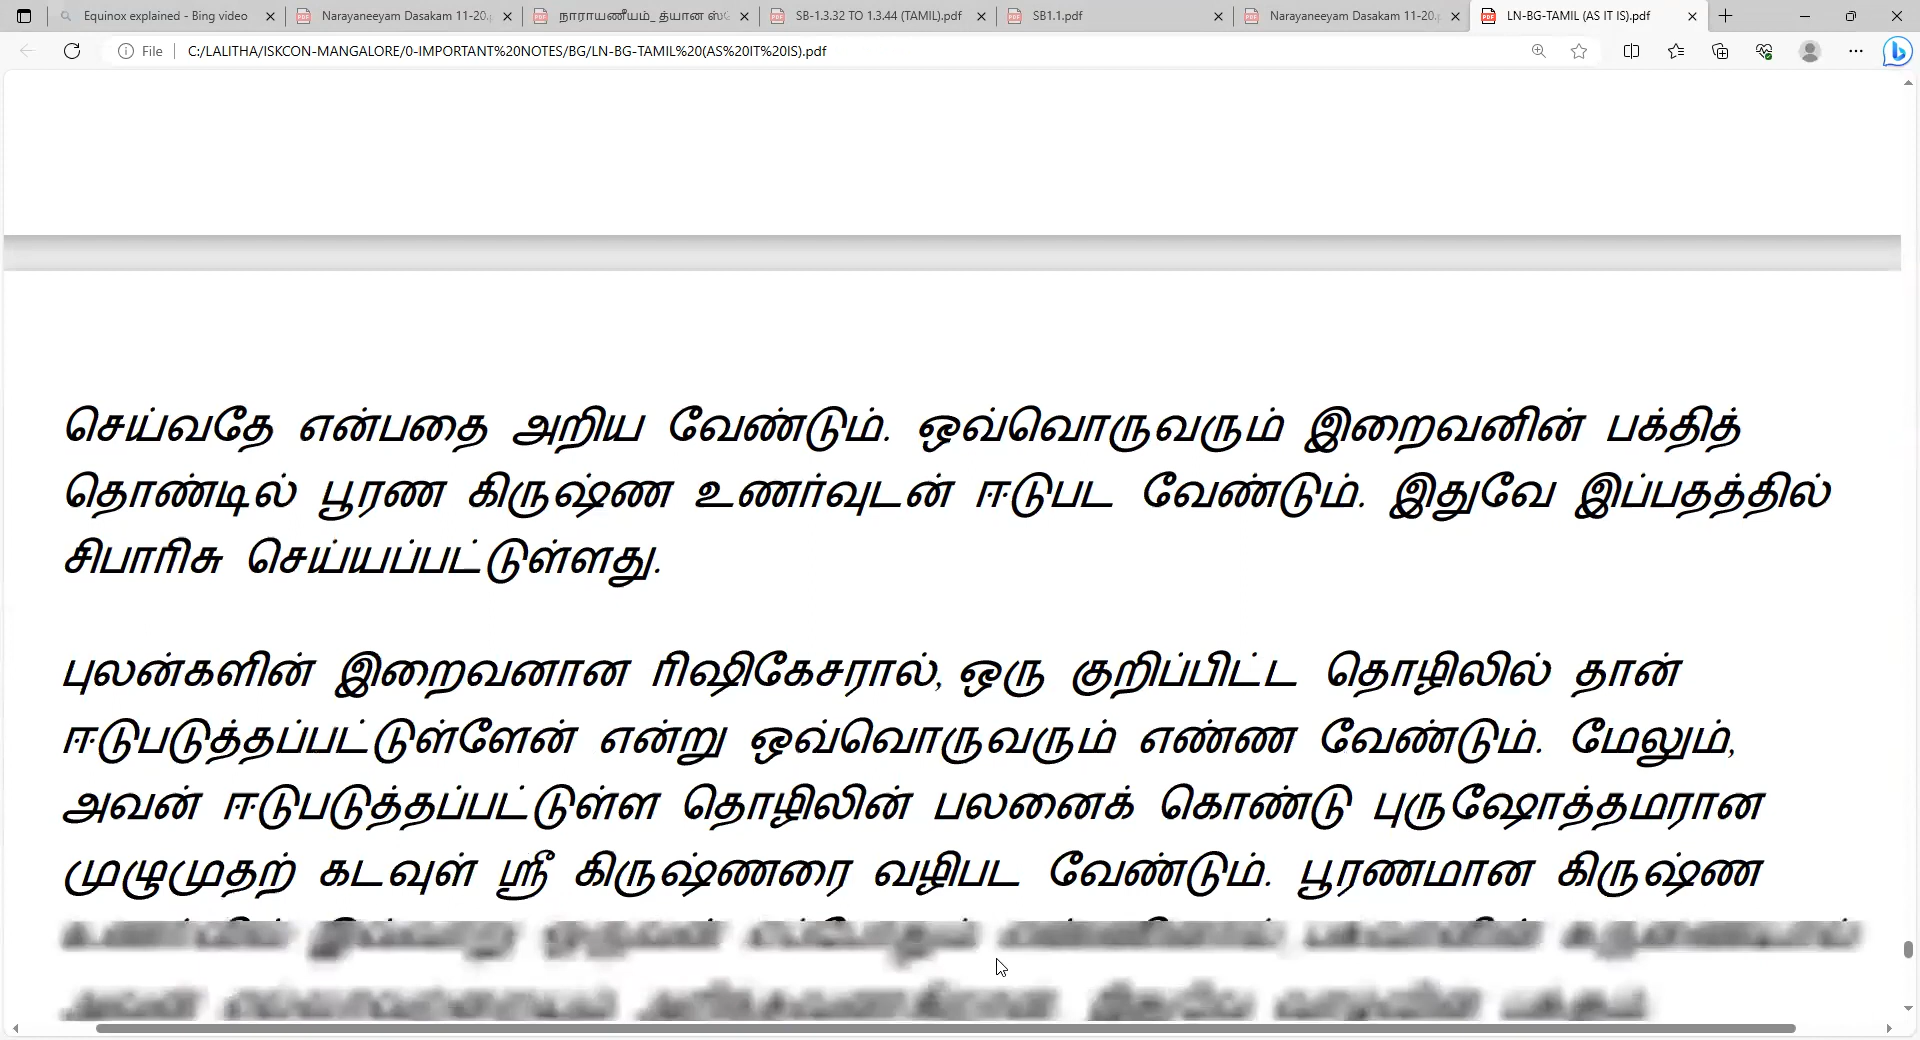 Equinox explained - Bing video
Narayaneeyam Dasakam 11-20.
நாராயணீயம்_ த்யான ஸ்
SB-1.3.32 TO 1.3.44 (TAMIL).pdf
SB1.1.pdf
Narayaneeyam Dasakam 11-20.
LN-BG-TAMIL (AS IT IS).pdf
File
C:/LALITHA/ISKCON-MANGALORE/0-IMPORTANT%20NOTES/BG/LN-BG-TAMIL%20(AS%20IT%20IS).pdf
செய்வதே என்பதை அறிய வேண்டும். ஒவ்வொருவரும் இறைவனின் பக்தித்
தொண்டில் பூரண கிருஷ்ண உணர்வுடன் ஈடுபட வேண்டும். இதுவே இப்பதத்தில்
சிபாரிசு செய்யப்பட்டுள்ளது.
புலன்களின் இறைவனான ரிஷிகேசரால், ஒரு குறிப்பிட்ட தொழிலில் தான்
ஈடுபடுத்தப்பட்டுள்ளேன் என்று ஒவ்வொருவரும் எண்ண வேண்டும். மேலும்,
அவன் ஈடுபடுத்தப்பட்டுள்ள தொழிலின் பலனைக் கொண்டு புருஷோத்தமரான
முழுமுதற் கடவுள் ஸ்ரீ கிருஷ்ணரை வழிபட வேண்டும். பூரணமான கிருஷ்ண